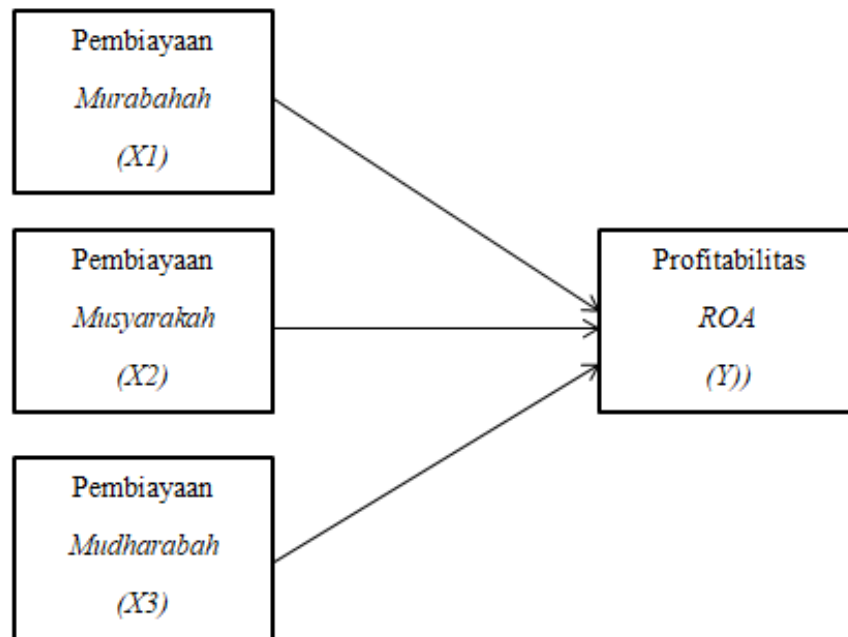 Pembiayaan
Murabahah
(X1)
Pembiayaan
Musyarakah
(X2)
Profitabilitas
ROA
(Y))
Pembiayaan
Mudharabah
(X3)